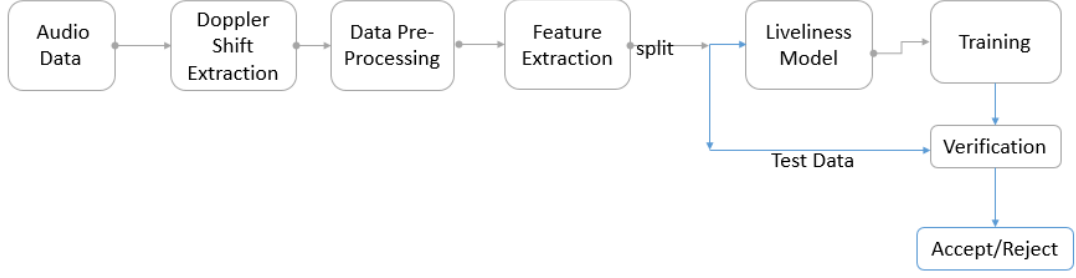 Audio
Data
Doppler
Shift
Extraction
Data Pre-
Processing
Feature
Extraction
split
Liveliness
Model
Training
Verification
Test Data
Accept/Reject